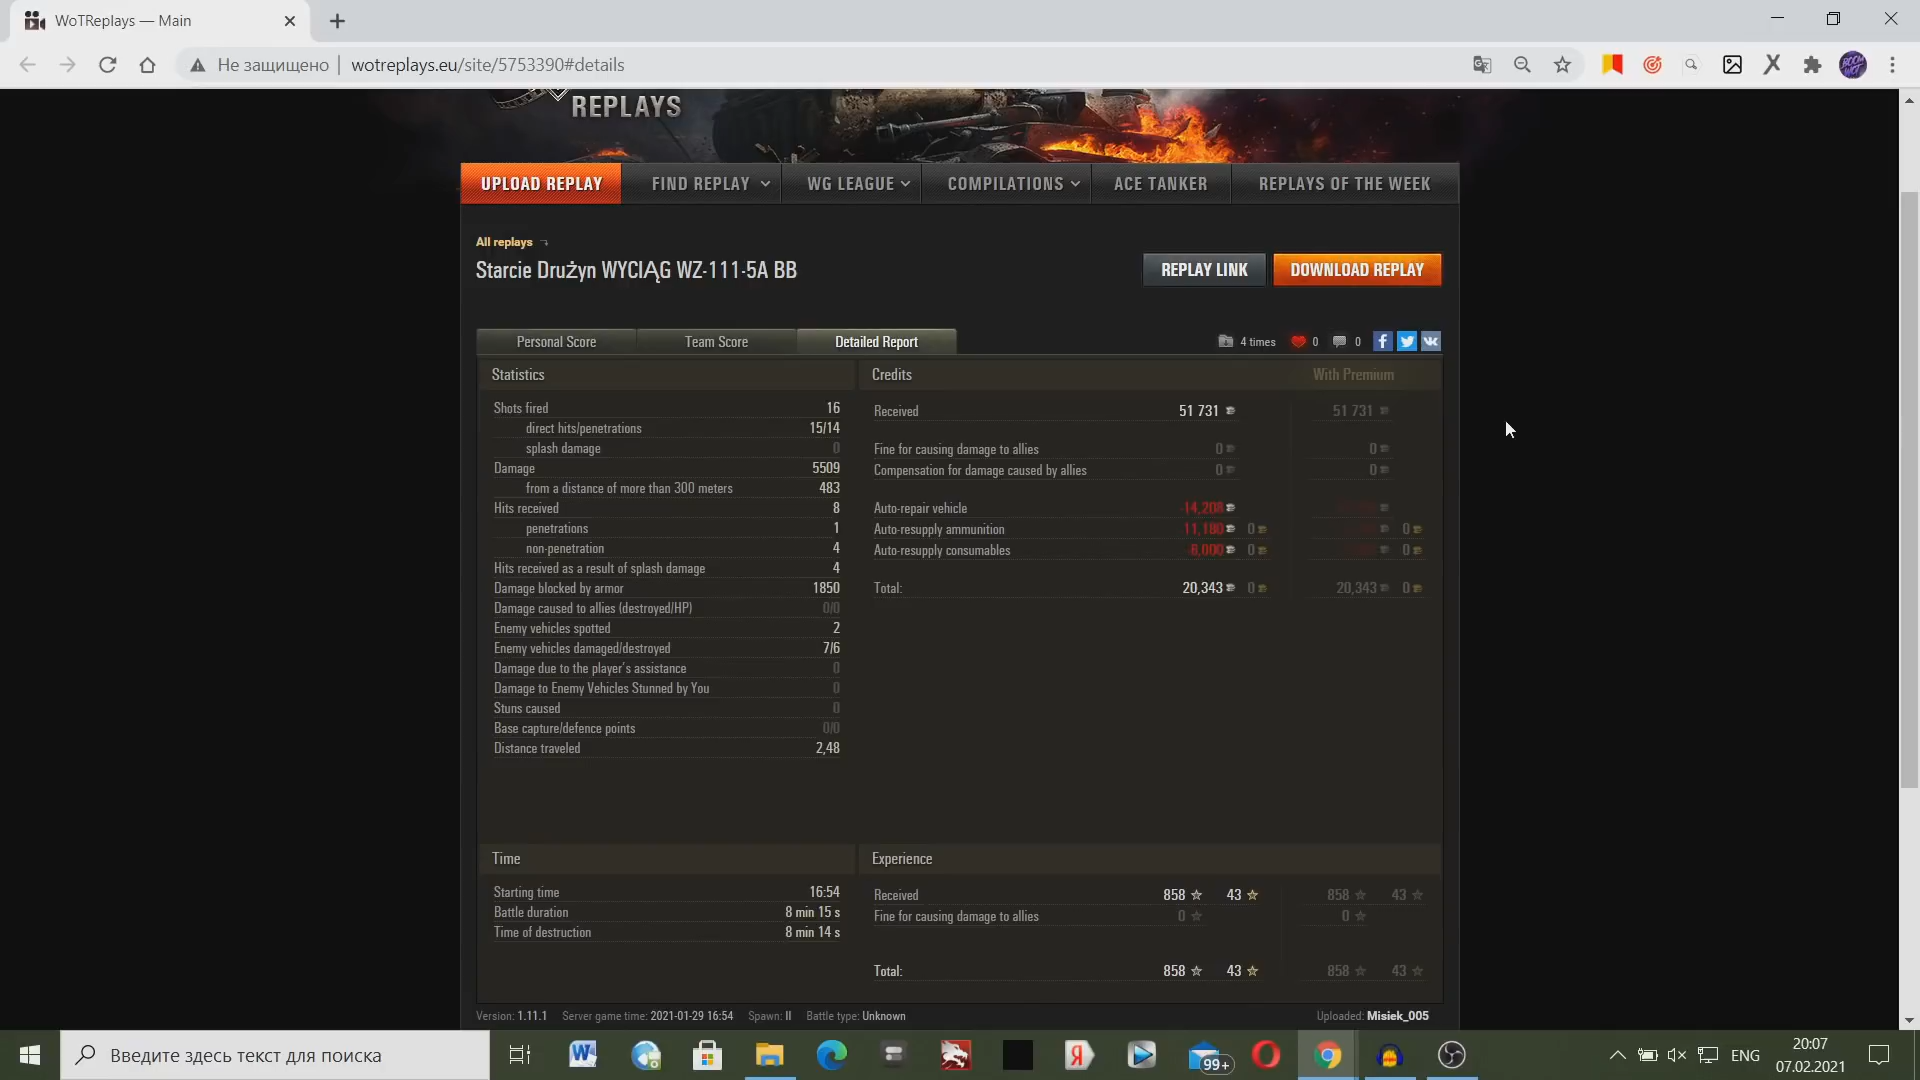 WoTReplays — Main
Не защищено | wotreplays.eu/site/5753390#details
REPLAYS
UPLOAD REPLAY FIND REPLAY WG LEAGUE COMPILATIONS ACE TANKER REPLAYS OF THE WEEK
All replays
Starcie Drużyn WYCIĄG WZ-111-5A BB REPLAY LINK DOWNLOAD REPLAY
Personal Score Team Score Detailed Report 4 times 0 0
Statistics Credits With Premium
Shots fired 16 Received 51 731 51 731
direct hits/penetrations 15/14
splash damage 0 Fine for causing damage to allies 0 0
Damage 5509 Compensation for damage caused by allies 0 0
from a distance of more than 300 meters 483
Hits received 8 Auto-repair vehicle -14,208
penetrations 1 Auto-resupply ammunition 11,180 0 0
non-penetration 4 Auto-resupply consumables -6,000 0 0
Hits received as a result of splash damage 4
Damage blocked by armor 1850 Total: 20,343 0 20,343 0
Damage caused to allies (destroyed/HP) 0/0
Enemy vehicles spotted 2
Enemy vehicles damaged/destroyed 7/6
Damage due to the player's assistance 0
Damage to Enemy Vehicles Stunned by You 0
Stuns caused 0
Base capture/defence points 0/0
Distance traveled 2,48
Time Experience
Starting time 16:54 Received 858 43 858 43
Battle duration 8 min 15 s Fine for causing damage to allies 0 0
Time of destruction 8 min 14 s
Total: 858 43 858 43
Version: 1.11.1 Server game time: 2021-01-29 16:54 Spawn: II Battle type: Unknown Uploaded: Misiek_005
Введите здесь текст для поиска 99+ ENG 20:07
07.02.2021